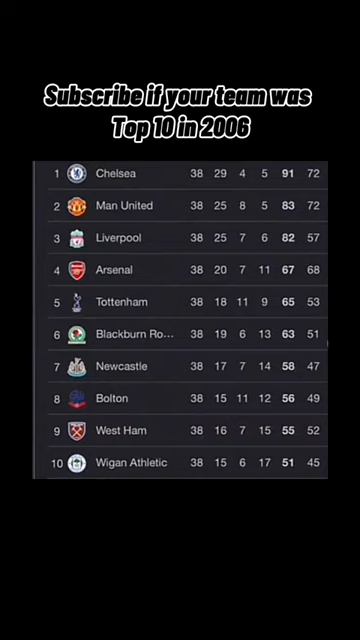 Subscribe if your team was
Top 10 in 2006
1 Chelsea 38 29 4 5 91 72
2 Man United 38 25 8 5 83 72
3 Liverpool 38 25 7 6 82 57
4 Arsenal 38 20 7 11 67 68
5 Tottenham 38 18 11 9 65 53
6 Blackburn Ro... 38 19 6 13 63 51
7 Newcastle 38 17 7 14 58 47
8 Bolton 38 15 11 12 56 49
9 West Ham 38 16 7 15 55 52
10 Wigan Athletic 38 15 6 17 51 45